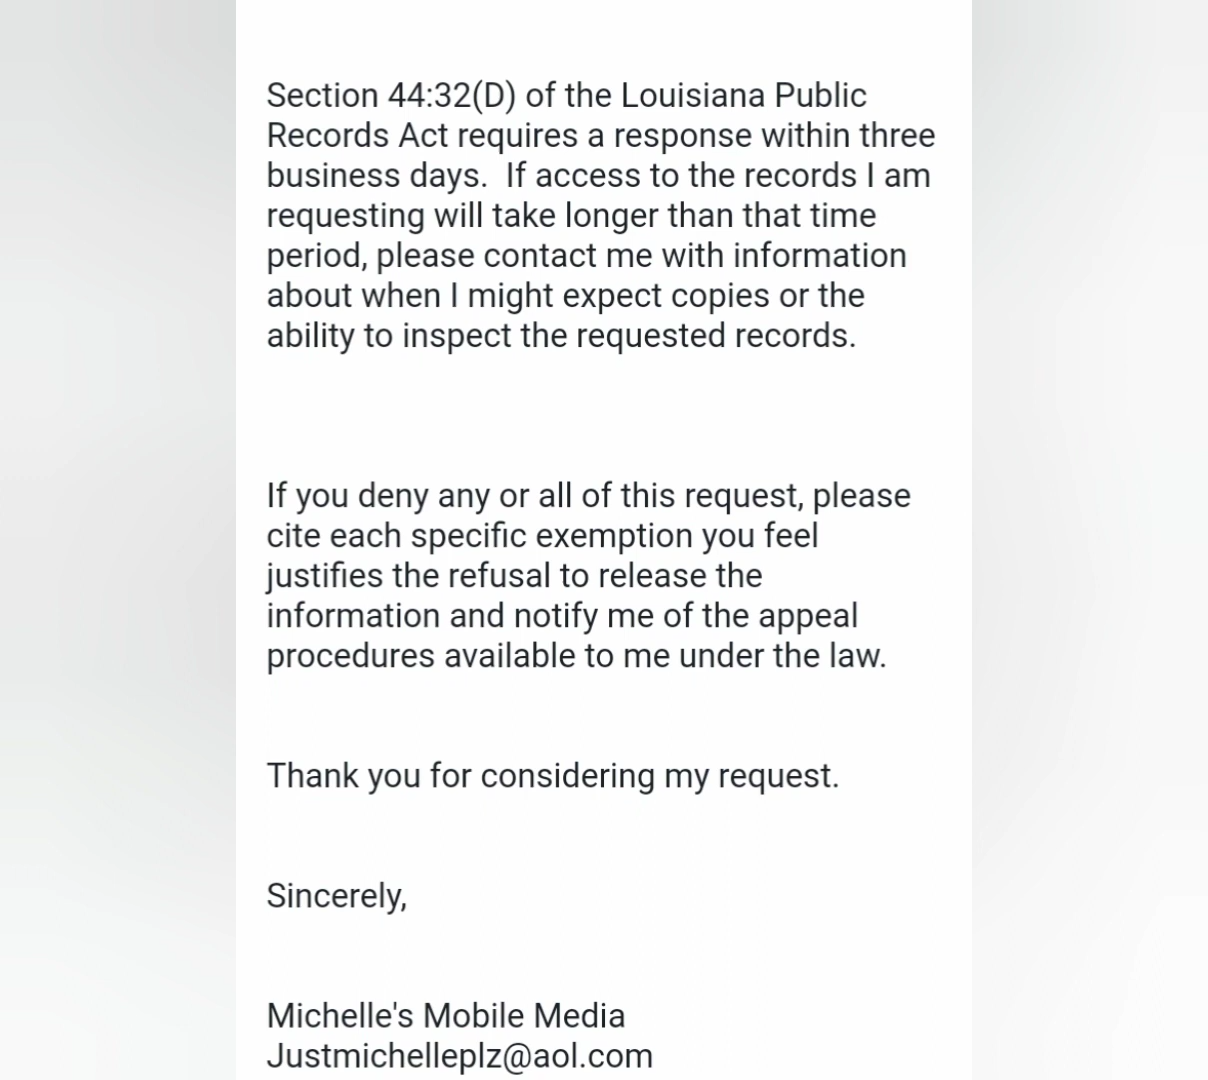 Section 44:32(D) of the Louisiana Public
Records Act requires a response within three
business days.  If access to the records I am
requesting will take longer than that time
period, please contact me with information
about when I might expect copies or the
ability to inspect the requested records.
If you deny any or all of this request, please
cite each specific exemption you feel
justifies the refusal to release the
information and notify me of the appeal
procedures available to me under the law.
Thank you for considering my request.
Sincerely,
Michelle's Mobile Media
Justmichelleplz@aol.com